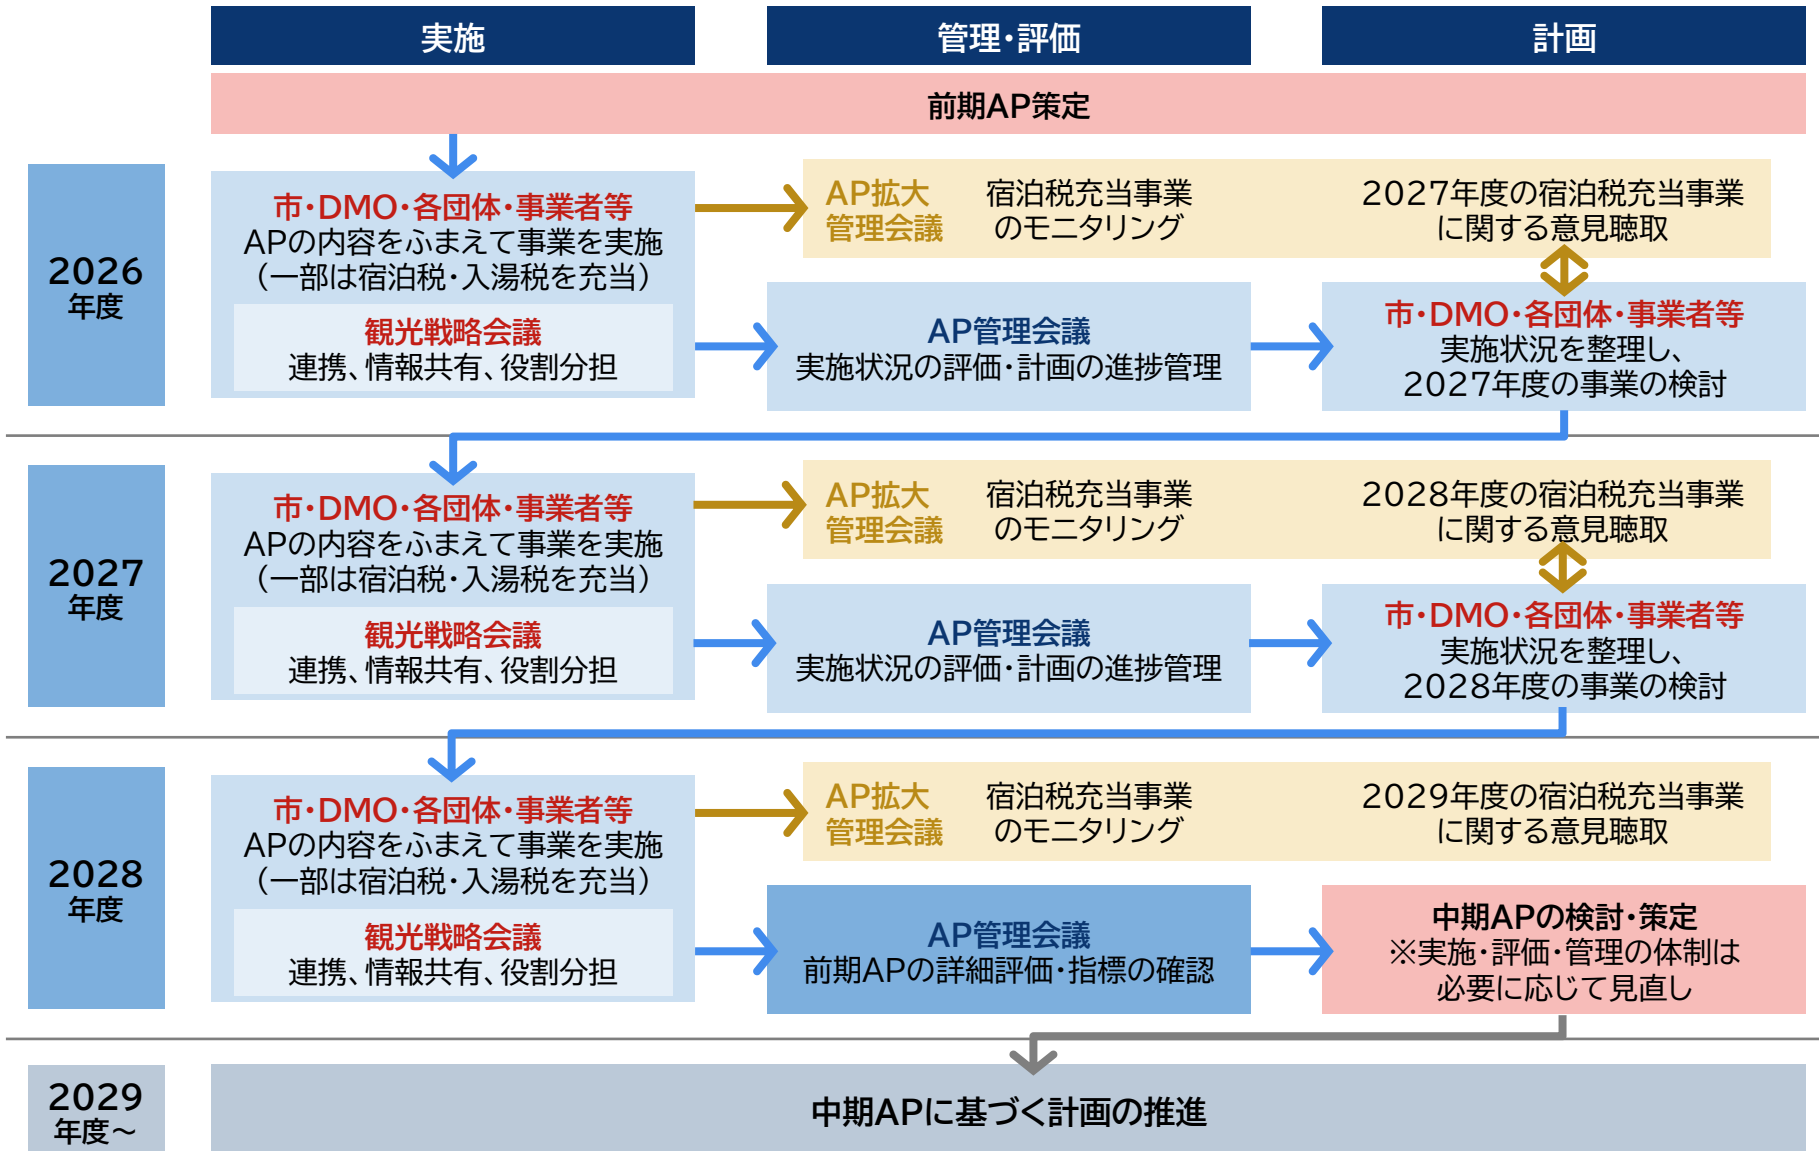 実施
管理・評価
計画
前期AP策定
2026
年度
市・DMO・各団体・事業者等
APの内容をふまえて事業を実施
（一部は宿泊税・入湯税を充当）
観光戦略会議
連携、情報共有、役割分担
AP拡大
管理会議
宿泊税充当事業
のモニタリング
2027年度の宿泊税充当事業
に関する意見聴取
AP管理会議
実施状況の評価・計画の進捗管理
市・DMO・各団体・事業者等
実施状況を整理し、
2027年度の事業の検討
2027
年度
市・DMO・各団体・事業者等
APの内容をふまえて事業を実施
（一部は宿泊税・入湯税を充当）
観光戦略会議
連携、情報共有、役割分担
AP拡大
管理会議
宿泊税充当事業
のモニタリング
2028年度の宿泊税充当事業
に関する意見聴取
AP管理会議
実施状況の評価・計画の進捗管理
市・DMO・各団体・事業者等
実施状況を整理し、
2028年度の事業の検討
2028
年度
市・DMO・各団体・事業者等
APの内容をふまえて事業を実施
（一部は宿泊税・入湯税を充当）
観光戦略会議
連携、情報共有、役割分担
AP拡大
管理会議
宿泊税充当事業
のモニタリング
2029年度の宿泊税充当事業
に関する意見聴取
AP管理会議
前期APの詳細評価・指標の確認
中期APの検討・策定
※実施・評価・管理の体制は
必要に応じて見直し
2029
年度～
中期APに基づく計画の推進